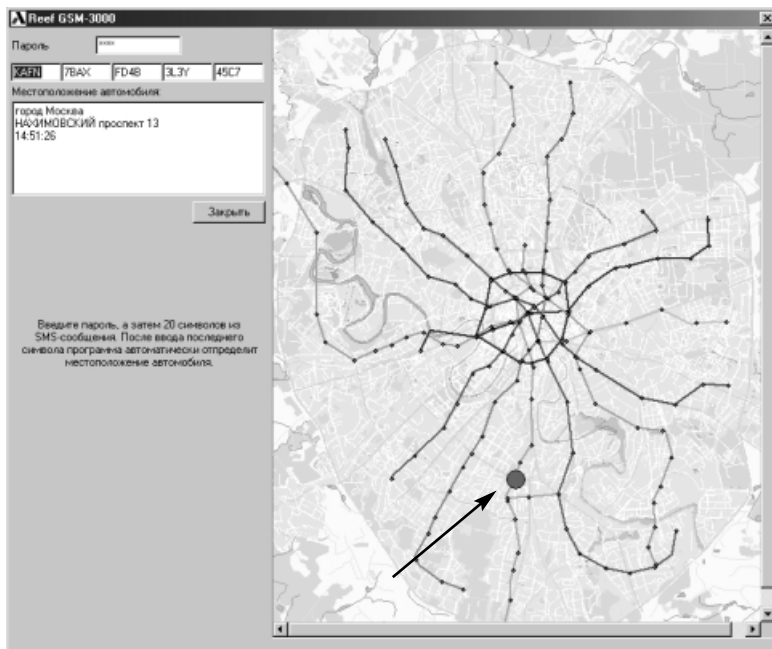 Reef GSM-3000
Пароль
****
KAFN 7BAX FD4B 3L3Y 45C7
Местоположение автомобиля:
город Москва
НАХИМОВСКИЙ проспект 13
14:51:26
Закрыть
Введите пароль, а затем 20 символов из
SMS-сообщения. После ввода последнего
символа программа автоматически отпределит
местоположение автомобиля.